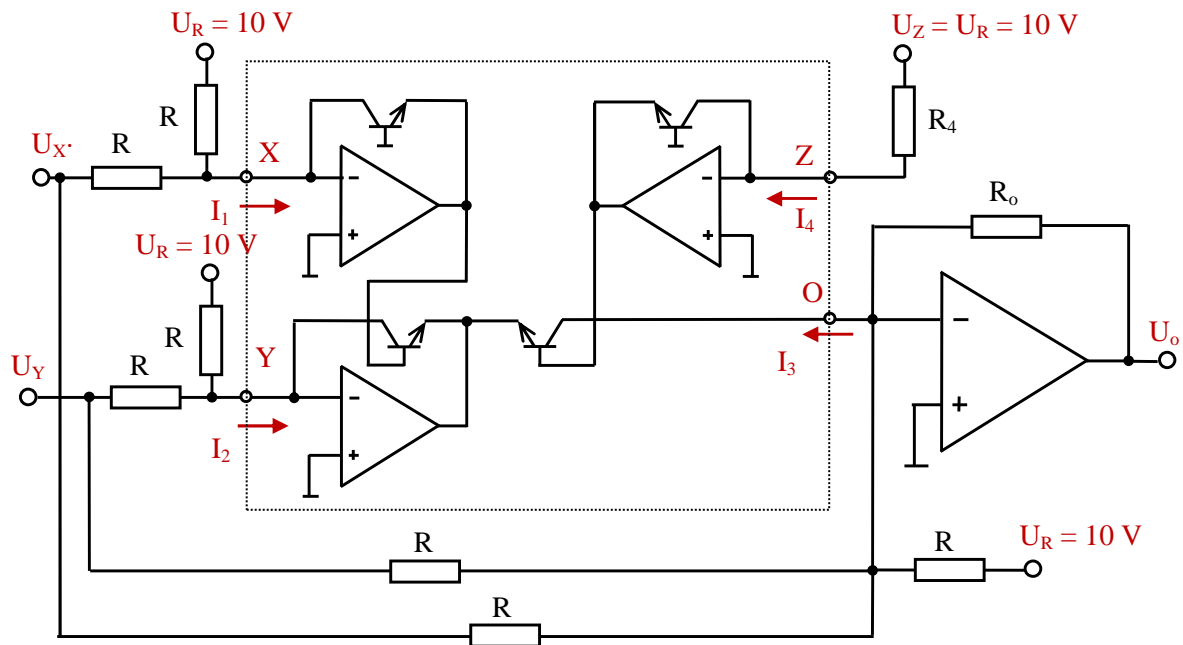 U_R = 10 V
U_Z = U_R = 10 V
R
R_4
U_X·
R
X
Z
R_o
I_1
I_4
U_R = 10 V
+
−
−
+
O
R
−
U_o
U_Y
R
Y
−
I_3
+
I_2
+
R
R
U_R = 10 V
R